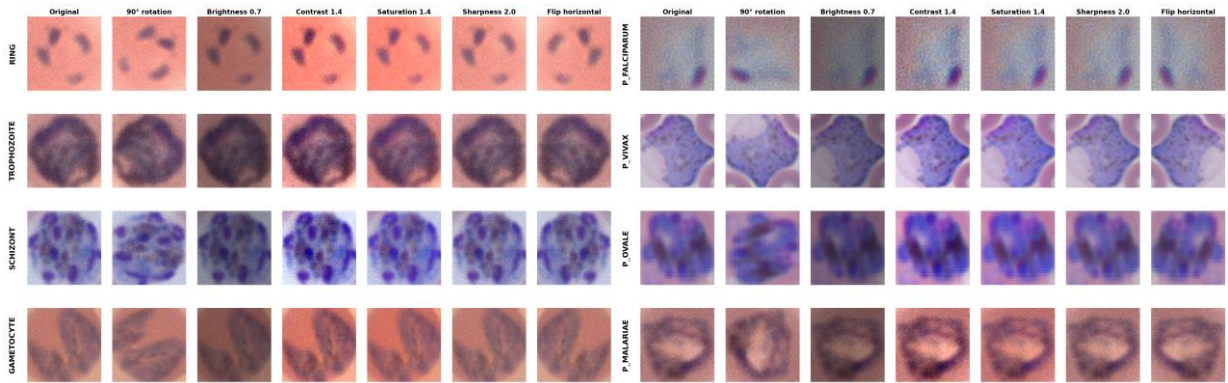 Original 90° rotation Brightness 0.7 Contrast 1.4 Saturation 1.4 Sharpness 2.0 Flip horizontal
RING
TROPHOZOITE
SCHIZONT
GAMETOCYTE
Original 90° rotation Brightness 0.7 Contrast 1.4 Saturation 1.4 Sharpness 2.0 Flip horizontal
P_FALCIPARUM
P_VIVAX
P_OVALE
P_MALARIAE